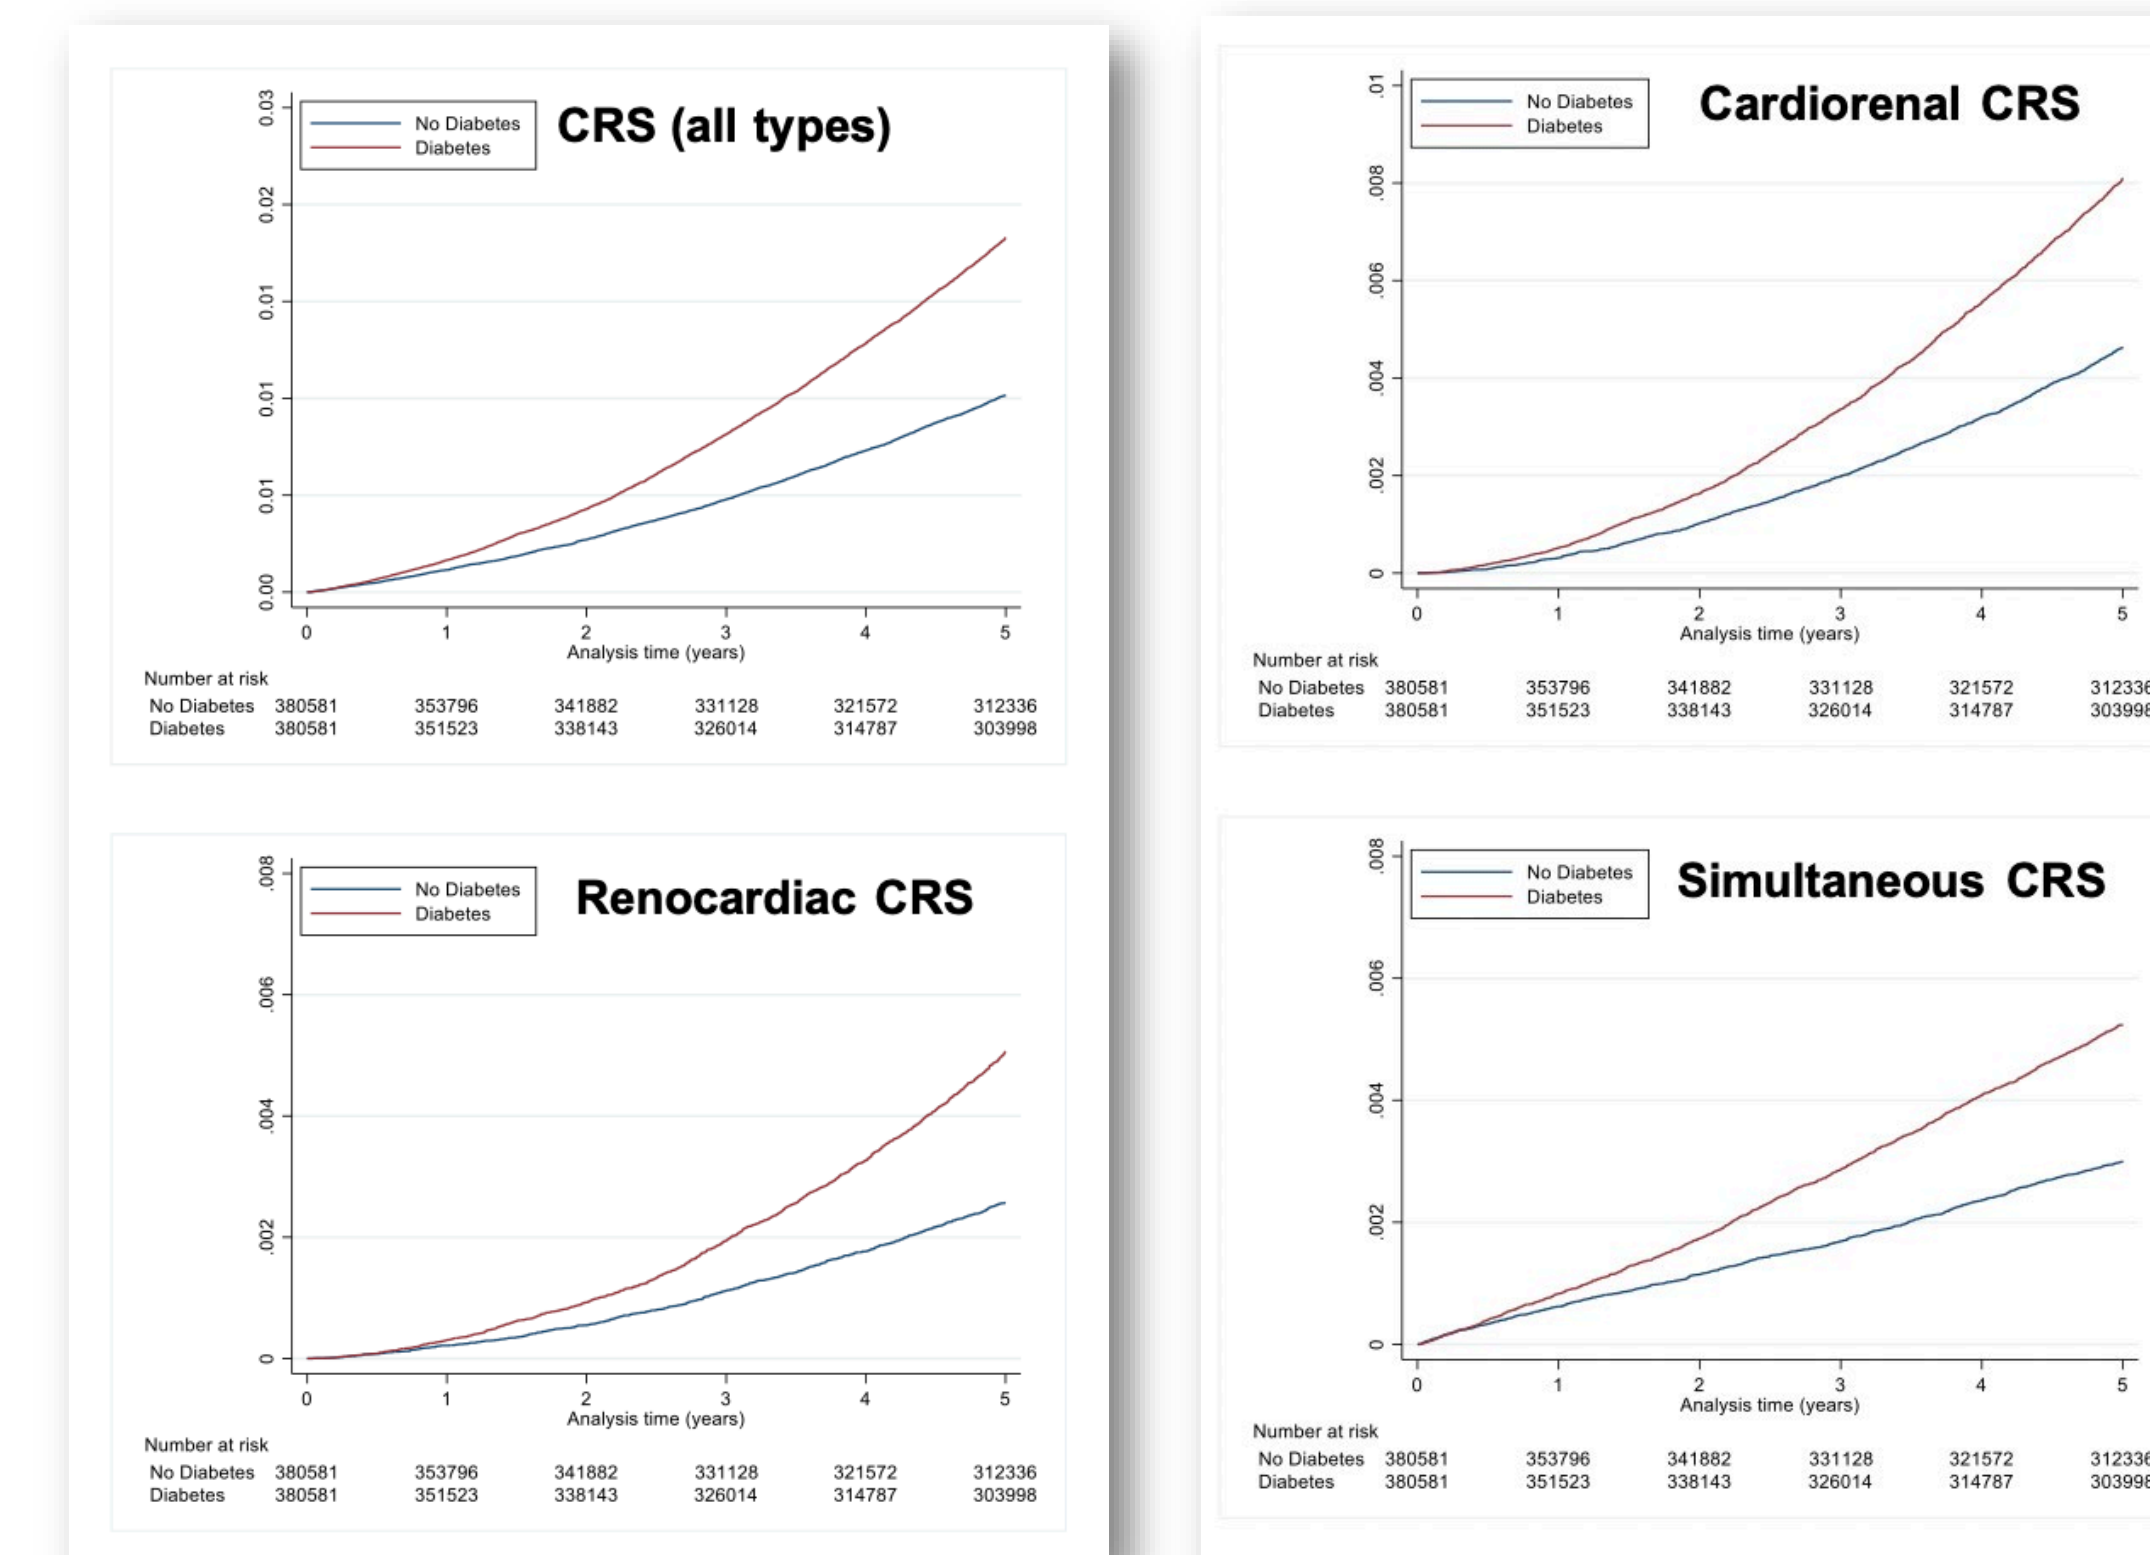 CRS (all types)
No Diabetes
Diabetes
0.03
0.02
0.01
0.01
0.01
0.00
0 1 2 3 4 5
Analysis time (years)
Number at risk
No Diabetes 380581 353796 341882 331128 321572 312336
Diabetes 380581 351523 338143 326014 314787 303998
Cardiorenal CRS
No Diabetes
Diabetes
.01
.008
.006
.004
.002
0
0 1 2 3 4 5
Analysis time (years)
Number at risk
No Diabetes 380581 353796 341882 331128 321572 312336
Diabetes 380581 351523 338143 326014 314787 303998
Renocardiac CRS
No Diabetes
Diabetes
.008
.006
.004
.002
0
0 1 2 3 4 5
Analysis time (years)
Number at risk
No Diabetes 380581 353796 341882 331128 321572 312336
Diabetes 380581 351523 338143 326014 314787 303998
Simultaneous CRS
No Diabetes
Diabetes
.008
.006
.004
.002
0
0 1 2 3 4 5
Analysis time (years)
Number at risk
No Diabetes 380581 353796 341882 331128 321572 312336
Diabetes 380581 351523 338143 326014 314787 303998